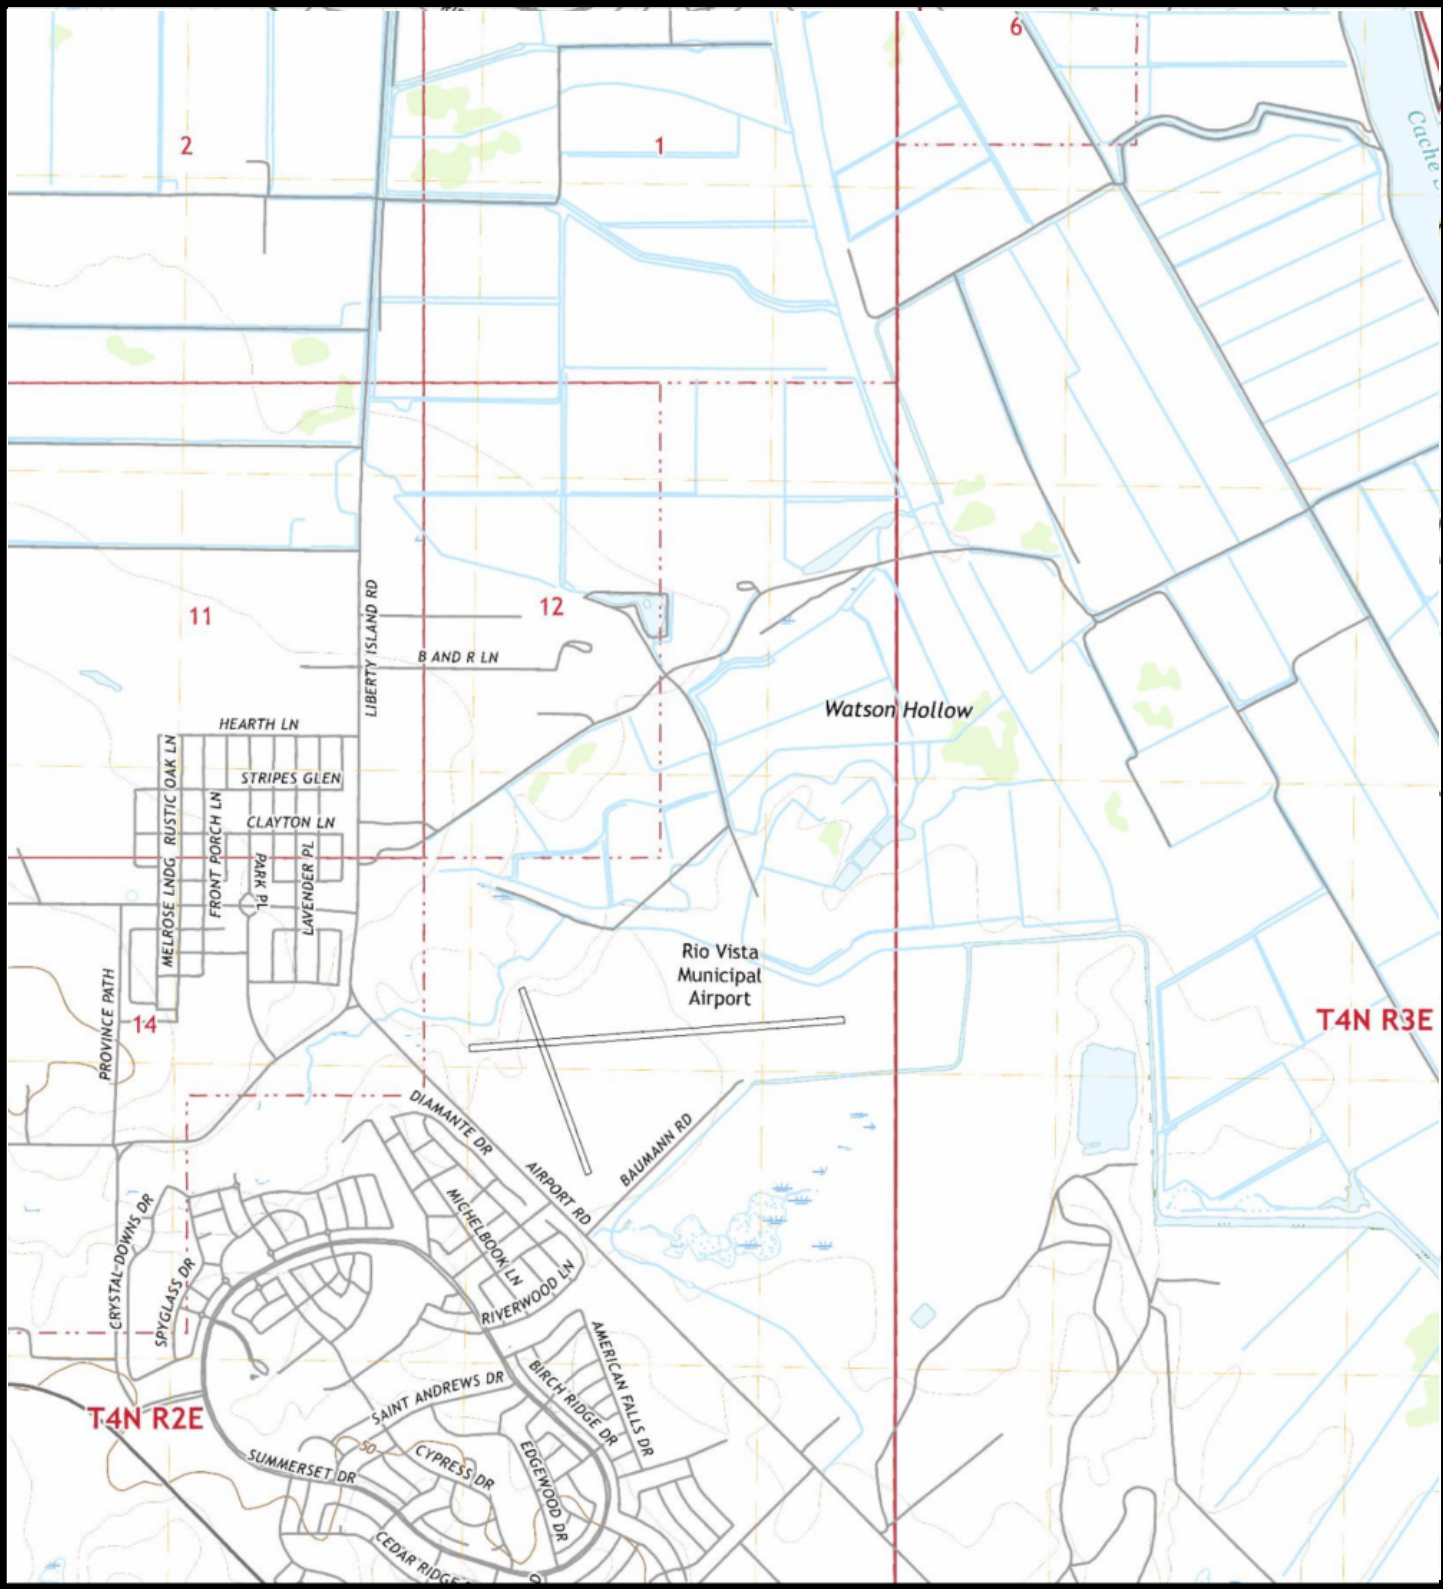 6
Cache
2
1
LIBERTY ISLAND RD
11
12
B AND R LN
HEARTH LN
Watson Hollow
RUSTIC OAK LN
STRIPES GLEN
FRONT PORCH LN
CLAYTON LN
MELROSE LNDG
PARK PL
LAVENDER PL
Rio Vista
Municipal
Airport
PROVINCE PATH
14
T4N R3E
DIAMANTE DR
AIRPORT RD
BAUMANN RD
CRYSTAL-DOWNS DR
SPYGLASS DR
MICHELBOOK LN
RIVERWOOD LN
AMERICAN FALLS DR
BIRCH RIDGE DR
SAINT ANDREWS DR
T4N R2E
50
SUMMERSET DR
CYPRESS DR
EDGEWOOD DR
CEDAR RIDGE